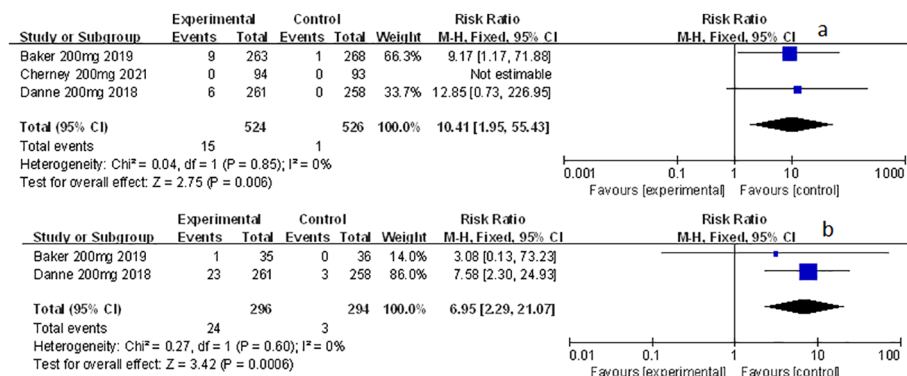 Experimental Control Risk Ratio Risk Ratio a
Study or Subgroup Events Total Events Total Weight M-H, Fixed, 95% CI M-H, Fixed, 95% CI
Baker 200mg 2019 9 263 1 268 66.3% 9.17 [1.17, 71.88]
Cherney 200mg 2021 0 94 0 93 Not estimable
Danne 200mg 2018 6 261 0 258 33.7% 12.85 [0.73, 226.95]
Total (95% CI) 524 526 100.0% 10.41 [1.95, 55.43]
Total events 15 1
Heterogeneity: Chi² = 0.04, df = 1 (P = 0.85); I² = 0%
Test for overall effect: Z = 2.75 (P = 0.006)
0.001 0.1 1 10 1000
Favours [experimental] Favours [control]
Experimental Control Risk Ratio Risk Ratio b
Study or Subgroup Events Total Events Total Weight M-H, Fixed, 95% CI M-H, Fixed, 95% CI
Baker 200mg 2019 1 35 0 36 14.0% 3.08 [0.13, 73.23]
Danne 200mg 2018 23 261 3 258 86.0% 7.58 [2.30, 24.93]
Total (95% CI) 296 294 100.0% 6.95 [2.29, 21.07]
Total events 24 3
Heterogeneity: Chi² = 0.27, df = 1 (P = 0.60); I² = 0%
Test for overall effect: Z = 3.42 (P = 0.0006)
0.01 0.1 1 10 100
Favours [experimental] Favours [control]